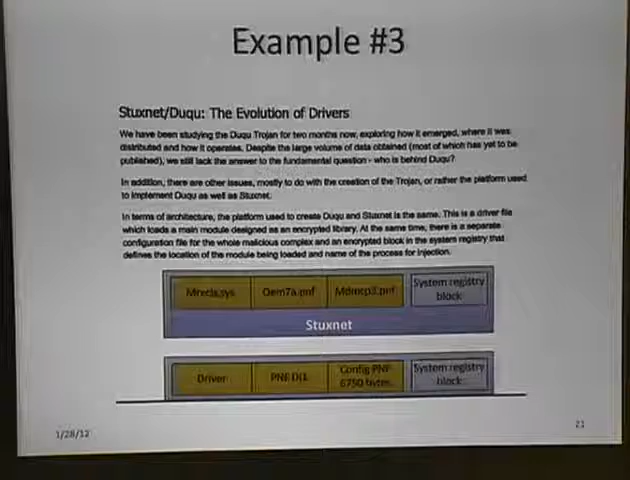 Example #3
Stuxnet/Duqu: The Evolution of Drivers
We have been studying the Duqu Trojan for two months now, exploring how it emerged, where it was
distributed and how it operates. Despite the large volume of data obtained (most of which has yet to be
published), we still lack the answer to the fundamental question - who is behind Duqu?
In addition, there are other issues, mostly to do with the creation of the Trojan, or rather the platform used
to implement Duqu as well as Stuxnet.
In terms of architecture, the platform used to create Duqu and Stuxnet is the same. This is a driver file
which loads a main module designed as an encrypted library. At the same time, there is a separate
configuration file for the whole malicious complex and an encrypted block in the system registry that
defines the location of the module being loaded and name of the process for injection.
Mrxcls.sys Oem7a.pnf Mdmcp3.pnf System registry
block
Stuxnet
Driver PNF DLL Config PNF
6750 bytes System registry
block
1/28/12
21